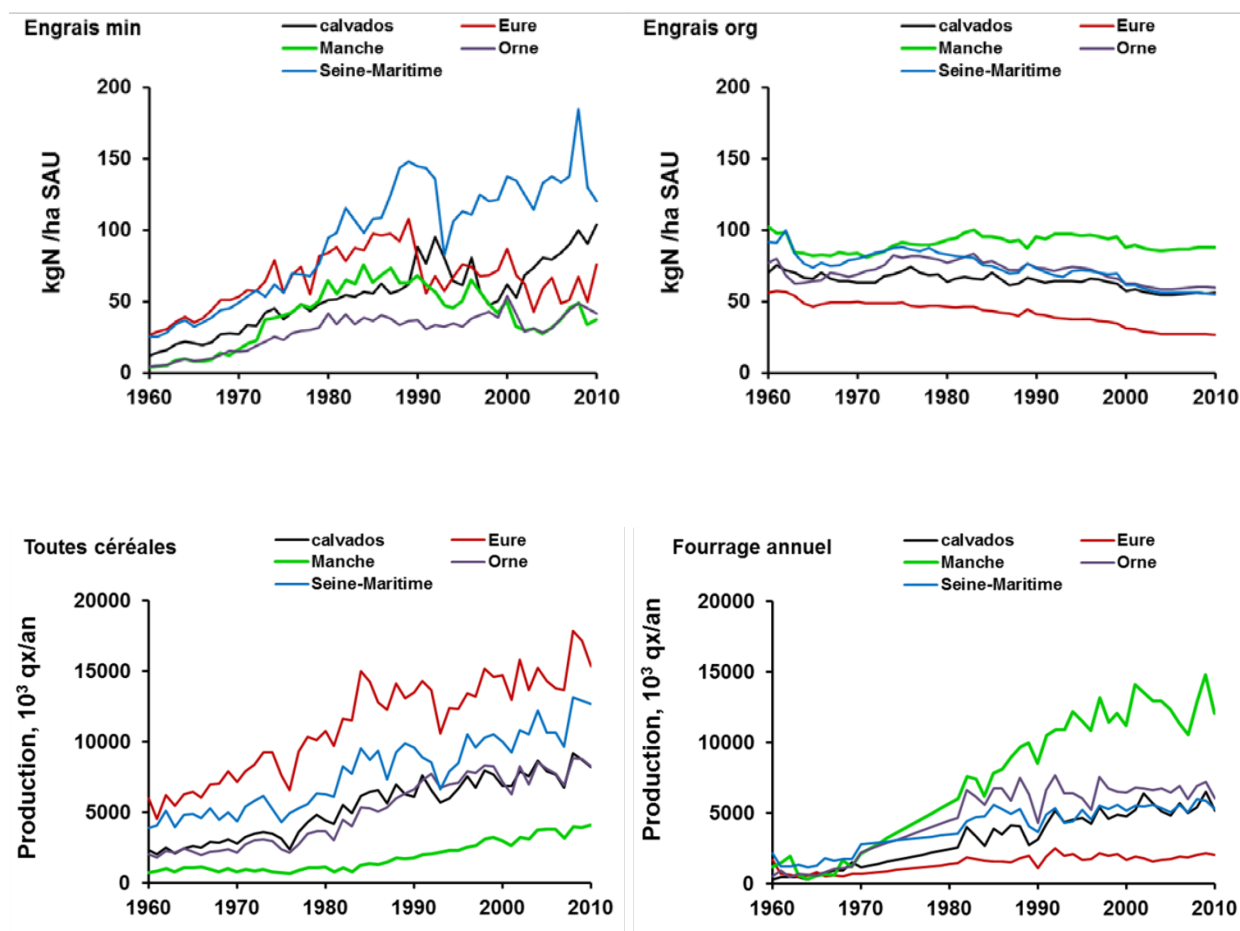 Engrais min
calvados Eure
Manche Orne
Seine-Maritime
200
150
100
50
0
kgN /ha SAU
1960 1970 1980 1990 2000 2010
Engrais org
calvados Eure
Manche Orne
Seine-Maritime
200
150
100
50
0
kgN /ha SAU
1960 1970 1980 1990 2000 2010
Toutes céréales
calvados Eure
Manche Orne
Seine-Maritime
20000
15000
10000
5000
0
Production, 10³ qx/an
1960 1970 1980 1990 2000 2010
Fourrage annuel
calvados Eure
Manche Orne
Seine-Maritime
20000
15000
10000
5000
0
Production, 10³ qx/an
1960 1970 1980 1990 2000 2010